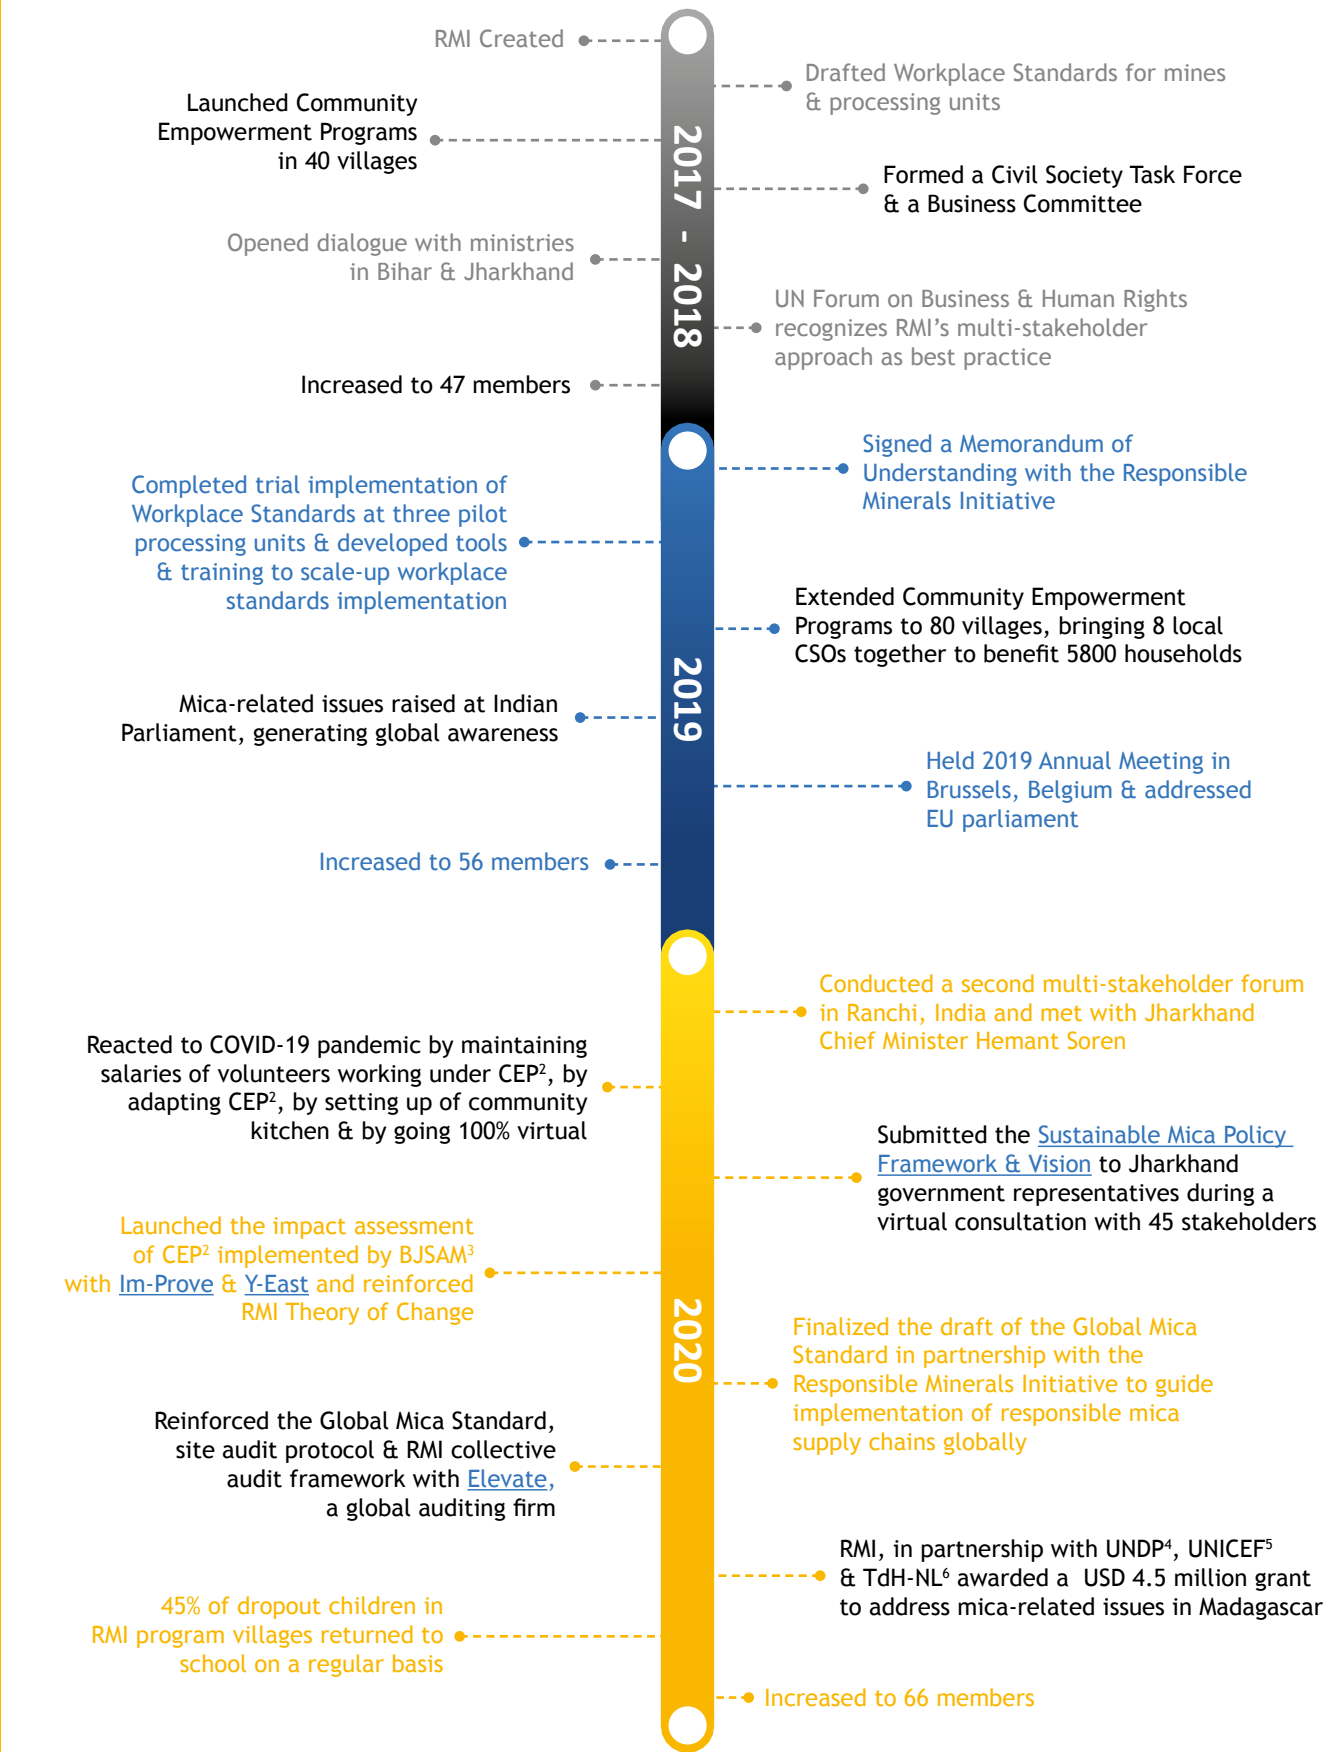 RMI Created
Drafted Workplace Standards for mines
& processing units
Launched Community
Empowerment Programs
in 40 villages
2017 - 2018
Formed a Civil Society Task Force
& a Business Committee
Opened dialogue with ministries
in Bihar & Jharkhand
UN Forum on Business & Human Rights
recognizes RMI’s multi-stakeholder
approach as best practice
Increased to 47 members
Signed a Memorandum of
Understanding with the Responsible
Minerals Initiative
Completed trial implementation of
Workplace Standards at three pilot
processing units & developed tools
& training to scale-up workplace
standards implementation
Extended Community Empowerment
Programs to 80 villages, bringing 8 local
CSOs together to benefit 5800 households
2019
Mica-related issues raised at Indian
Parliament, generating global awareness
Held 2019 Annual Meeting in
Brussels, Belgium & addressed
EU parliament
Increased to 56 members
Conducted a second multi-stakeholder forum
in Ranchi, India and met with Jharkhand
Chief Minister Hemant Soren
Reacted to COVID-19 pandemic by maintaining
salaries of volunteers working under CEP², by
adapting CEP², by setting up of community
kitchen & by going 100% virtual
Submitted the Sustainable Mica Policy
Framework & Vision to Jharkhand
government representatives during a
virtual consultation with 45 stakeholders
Launched the impact assessment
of CEP² implemented by BJSAM³
with Im-Prove & Y-East and reinforced
RMI Theory of Change
2020
Finalized the draft of the Global Mica
Standard in partnership with the
Responsible Minerals Initiative to guide
implementation of responsible mica
supply chains globally
Reinforced the Global Mica Standard,
site audit protocol & RMI collective
audit framework with Elevate,
a global auditing firm
RMI, in partnership with UNDP⁴, UNICEF⁵
& TdH-NL⁶ awarded a USD 4.5 million grant
to address mica-related issues in Madagascar
45% of dropout children in
RMI program villages returned to
school on a regular basis
Increased to 66 members